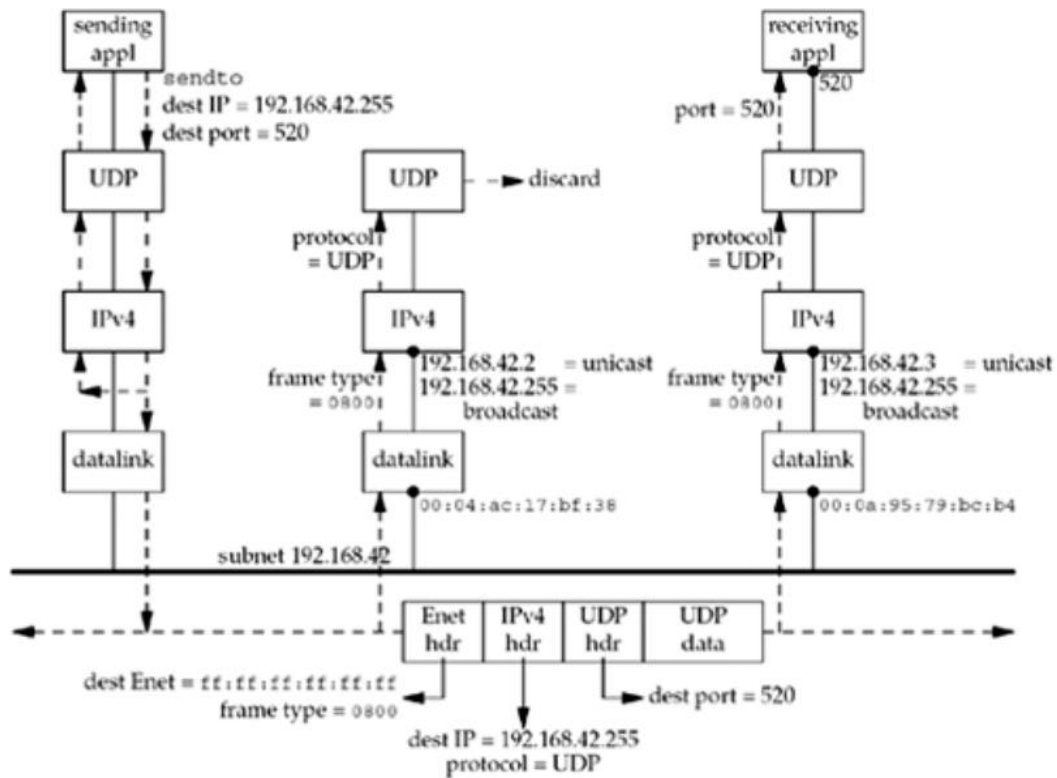 sending
appl
sendto
dest IP = 192.168.42.255
dest port = 520
receiving
appl
520
port = 520
UDP
UDP
discard
UDP
protocol
= UDP
protocol
= UDP
IPv4
IPv4
IPv4
frame type
= 0800
192.168.42.2 = unicast
192.168.42.255 =
broadcast
frame type
= 0800
192.168.42.3 = unicast
192.168.42.255 =
broadcast
datalink
datalink
datalink
00:04:ac:17:bf:38
00:0a:95:79:bc:b4
subnet 192.168.42
Enet
hdr
IPv4
hdr
UDP
hdr
UDP
data
dest Enet = ff:ff:ff:ff:ff:ff
frame type = 0800
dest port = 520
dest IP = 192.168.42.255
protocol = UDP